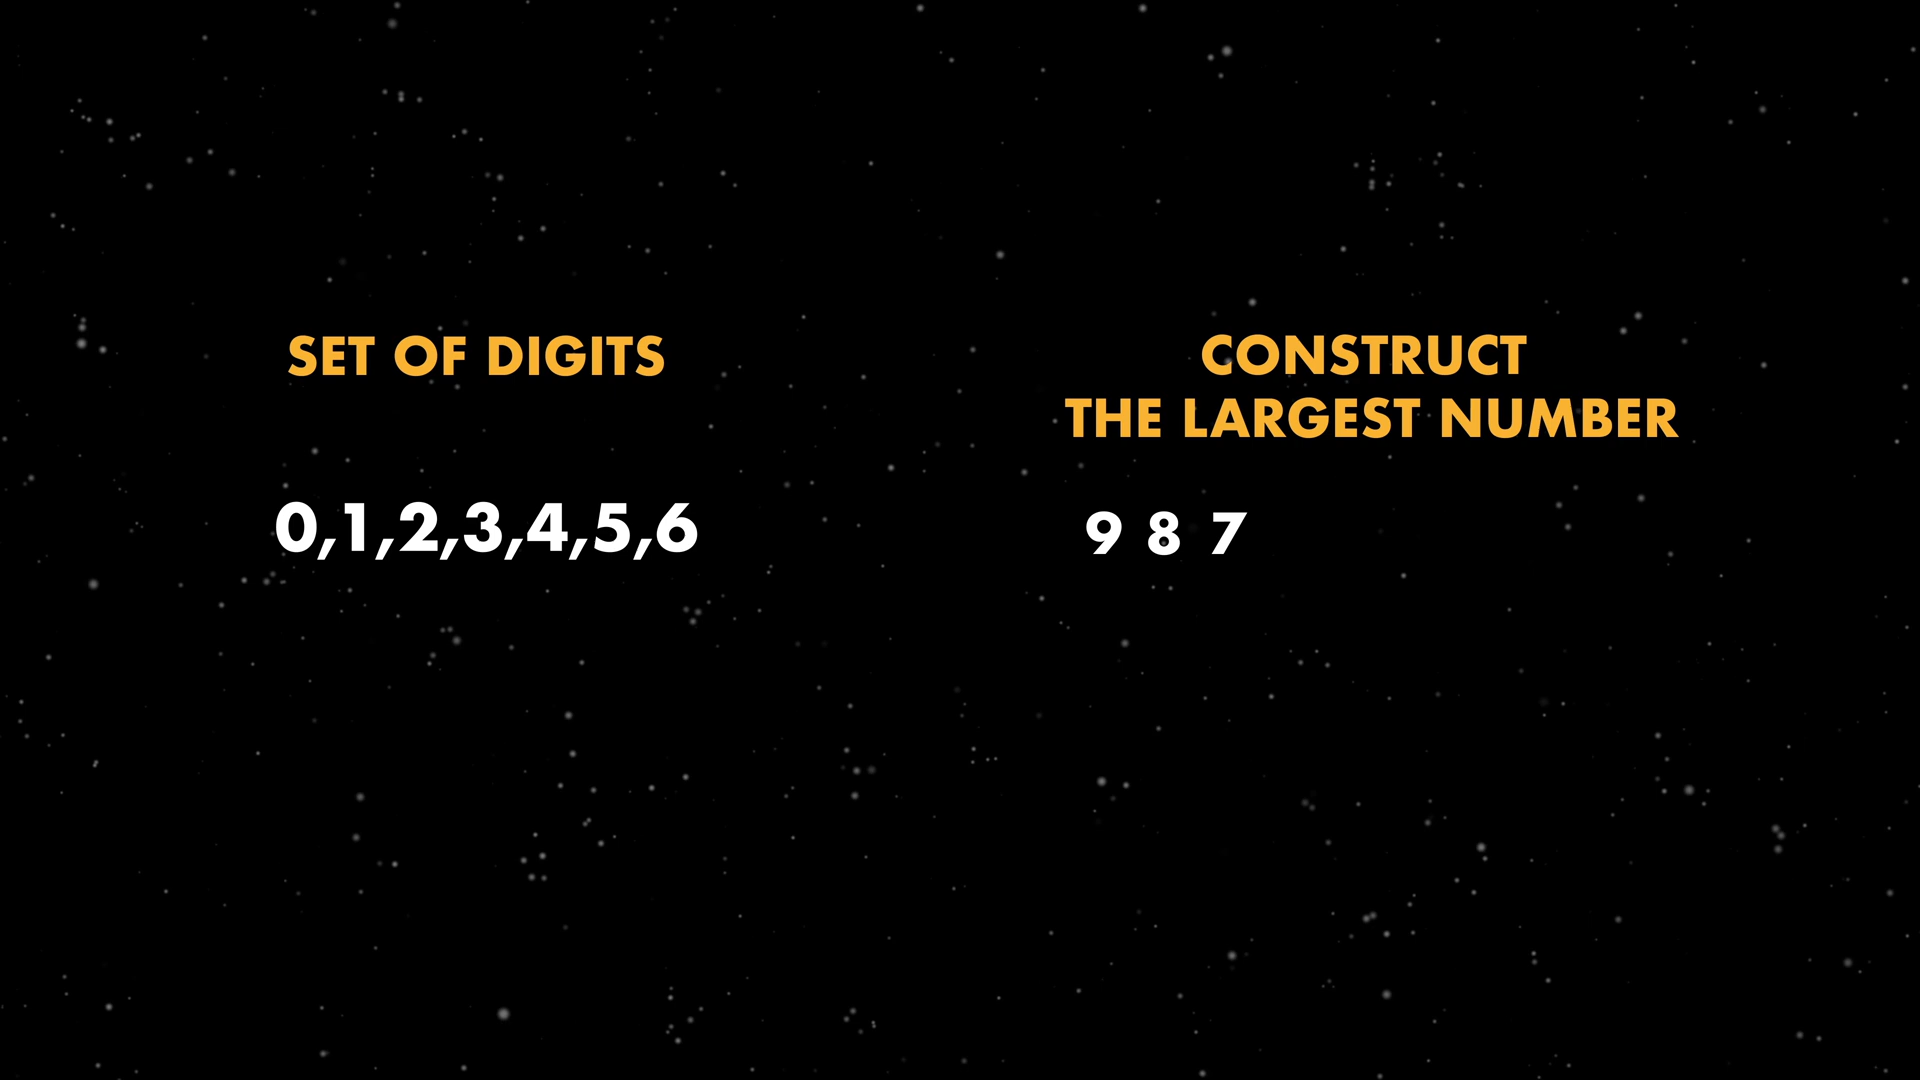 SET OF DIGITS
0,1,2,3,4,5,6
CONSTRUCT
THE LARGEST NUMBER
9 8 7